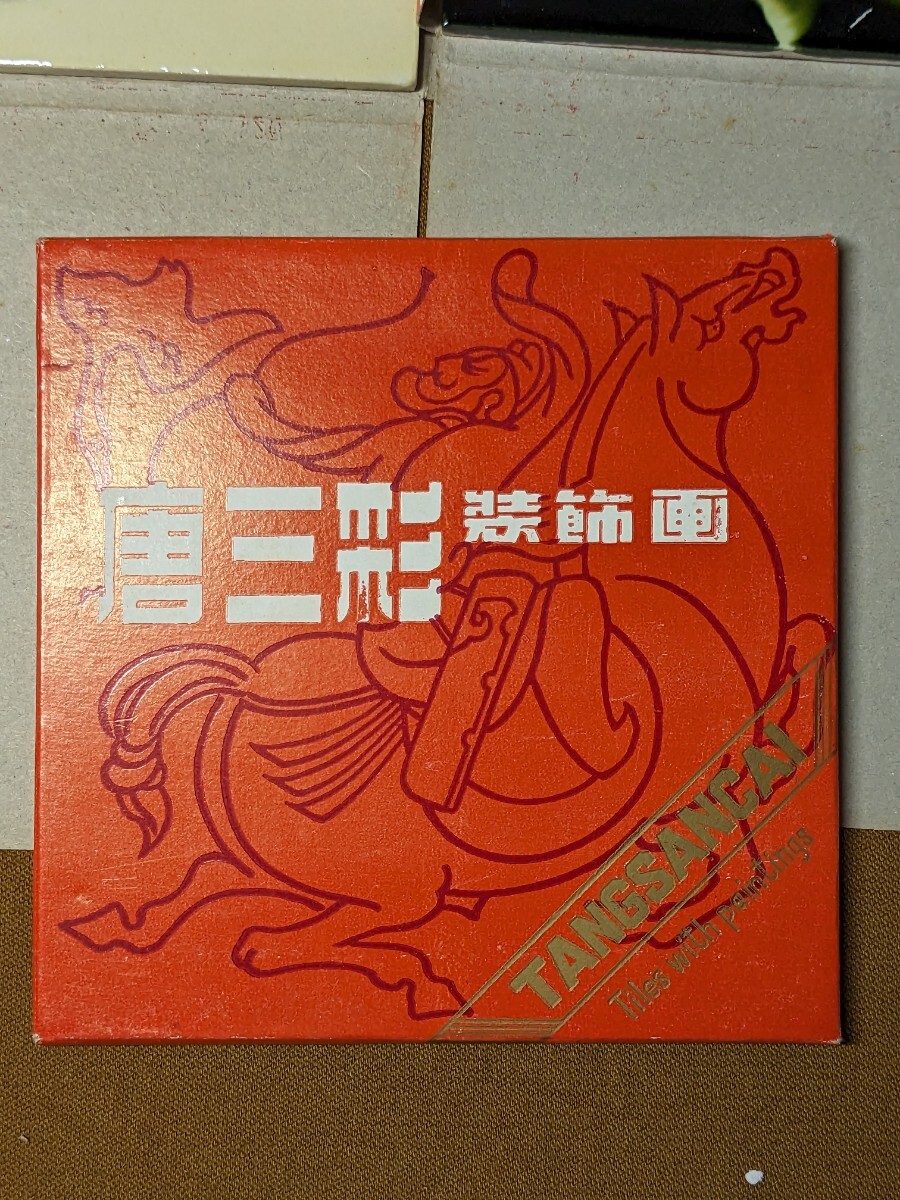 唐三彩 装飾画
TANGSANCAI
Tiles with paintings